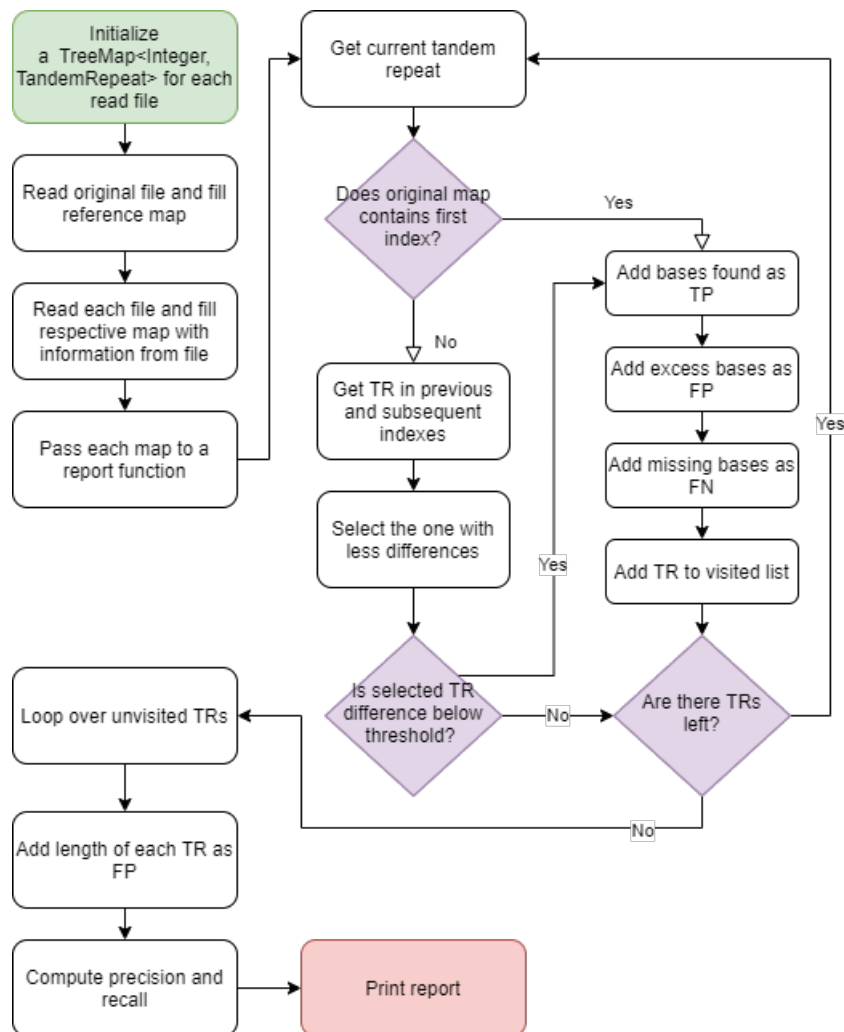 Initialize
a TreeMap<Integer,
TandemRepeat> for each
read file
Read original file and fill
reference map
Read each file and fill
respective map with
information from file
Pass each map to a
report function
Get current tandem
repeat
Does original map
contains first
index?
Yes
No
Get TR in previous
and subsequent
indexes
Select the one with
less differences
Is selected TR
difference below
threshold?
Yes
No
Add bases found as
TP
Add excess bases as
FP
Add missing bases as
FN
Add TR to visited list
Are there TRs
left?
Yes
No
Loop over unvisited TRs
Add length of each TR as
FP
Compute precision and
recall
Print report